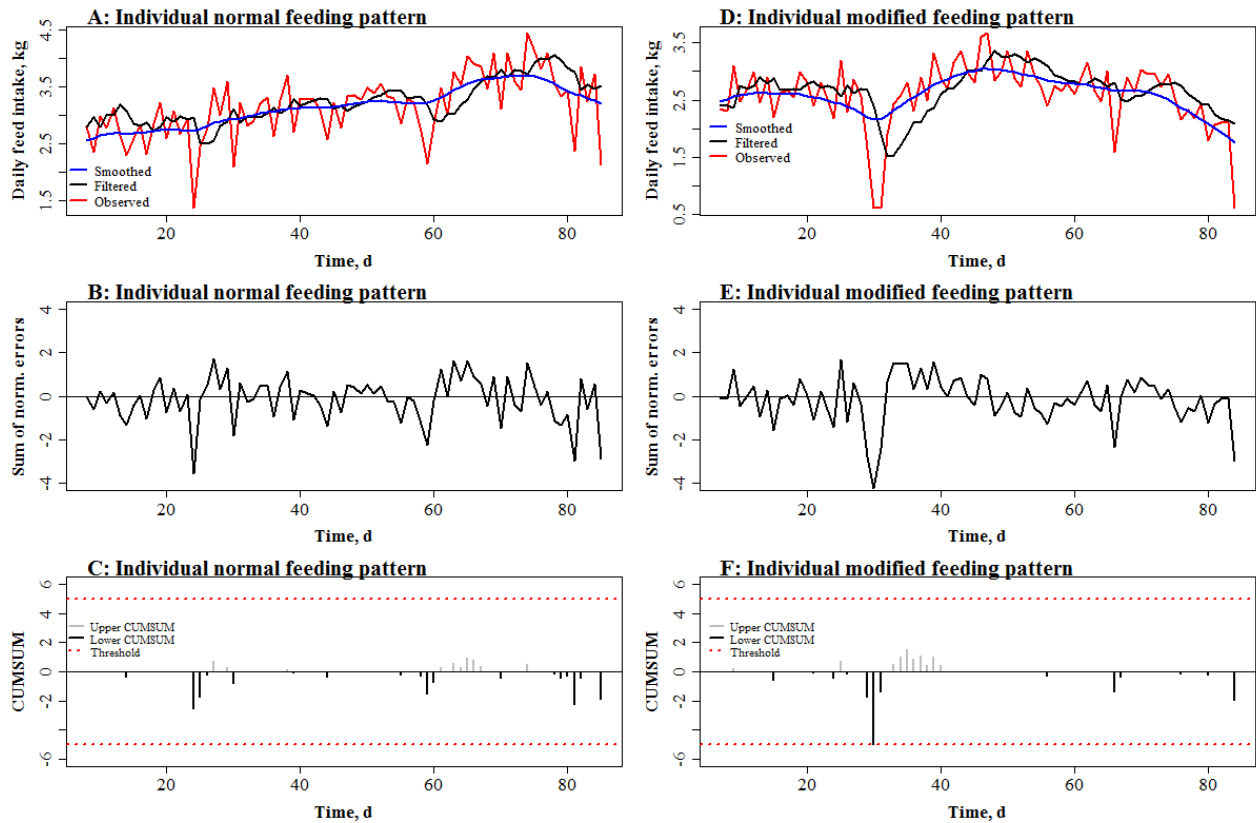 A: Individual normal feeding pattern
Daily feed intake, kg
4.5
3.5
2.5
1.5
Smoothed
Filtered
Observed
20
40
60
80
Time, d
D: Individual modified feeding pattern
Daily feed intake, kg
3.5
2.5
1.5
0.5
Smoothed
Filtered
Observed
20
40
60
80
Time, d
B: Individual normal feeding pattern
Sum of norm. errors
4
2
0
-2
-4
20
40
60
80
Time, d
E: Individual modified feeding pattern
Sum of norm. errors
4
2
0
-2
-4
20
40
60
80
Time, d
C: Individual normal feeding pattern
CUMSUM
6
4
2
0
-2
-6
Upper CUMSUM
Lower CUMSUM
Threshold
20
40
60
80
Time, d
F: Individual modified feeding pattern
CUMSUM
6
4
2
0
-2
-6
Upper CUMSUM
Lower CUMSUM
Threshold
20
40
60
80
Time, d